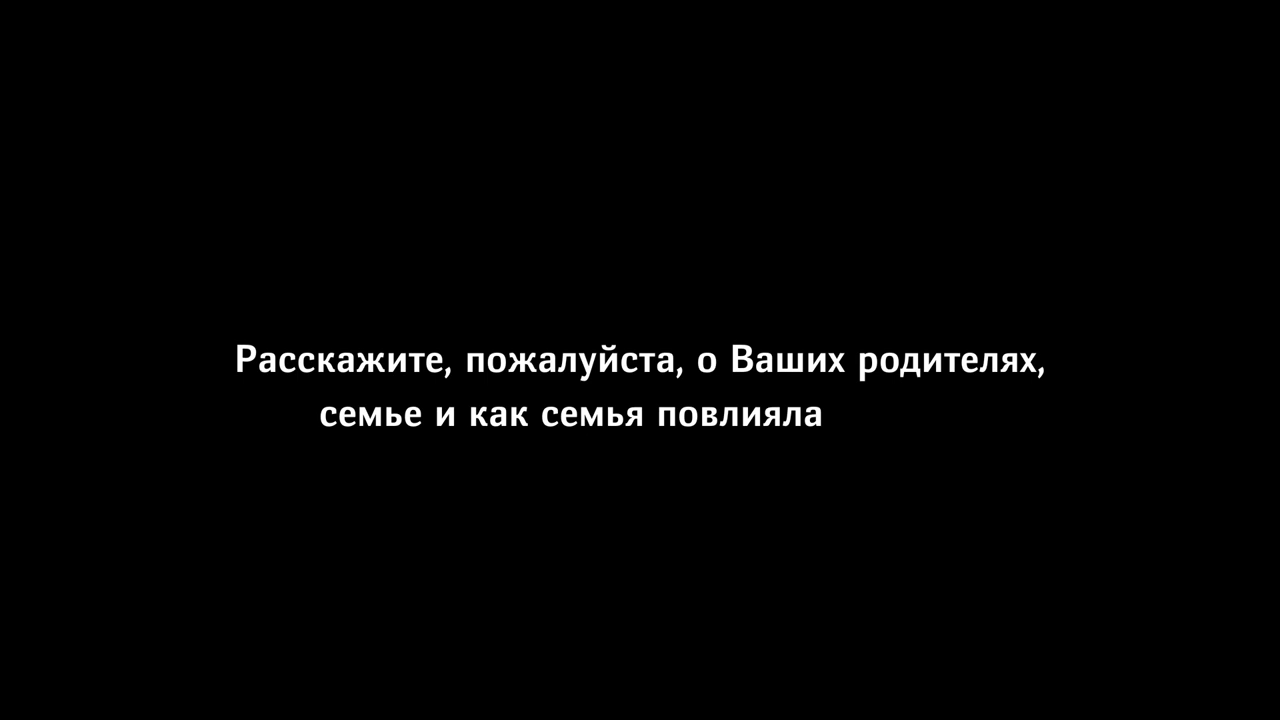 Расскажите, пожалуйста, о Ваших родителях,
семье и как семья повлияла